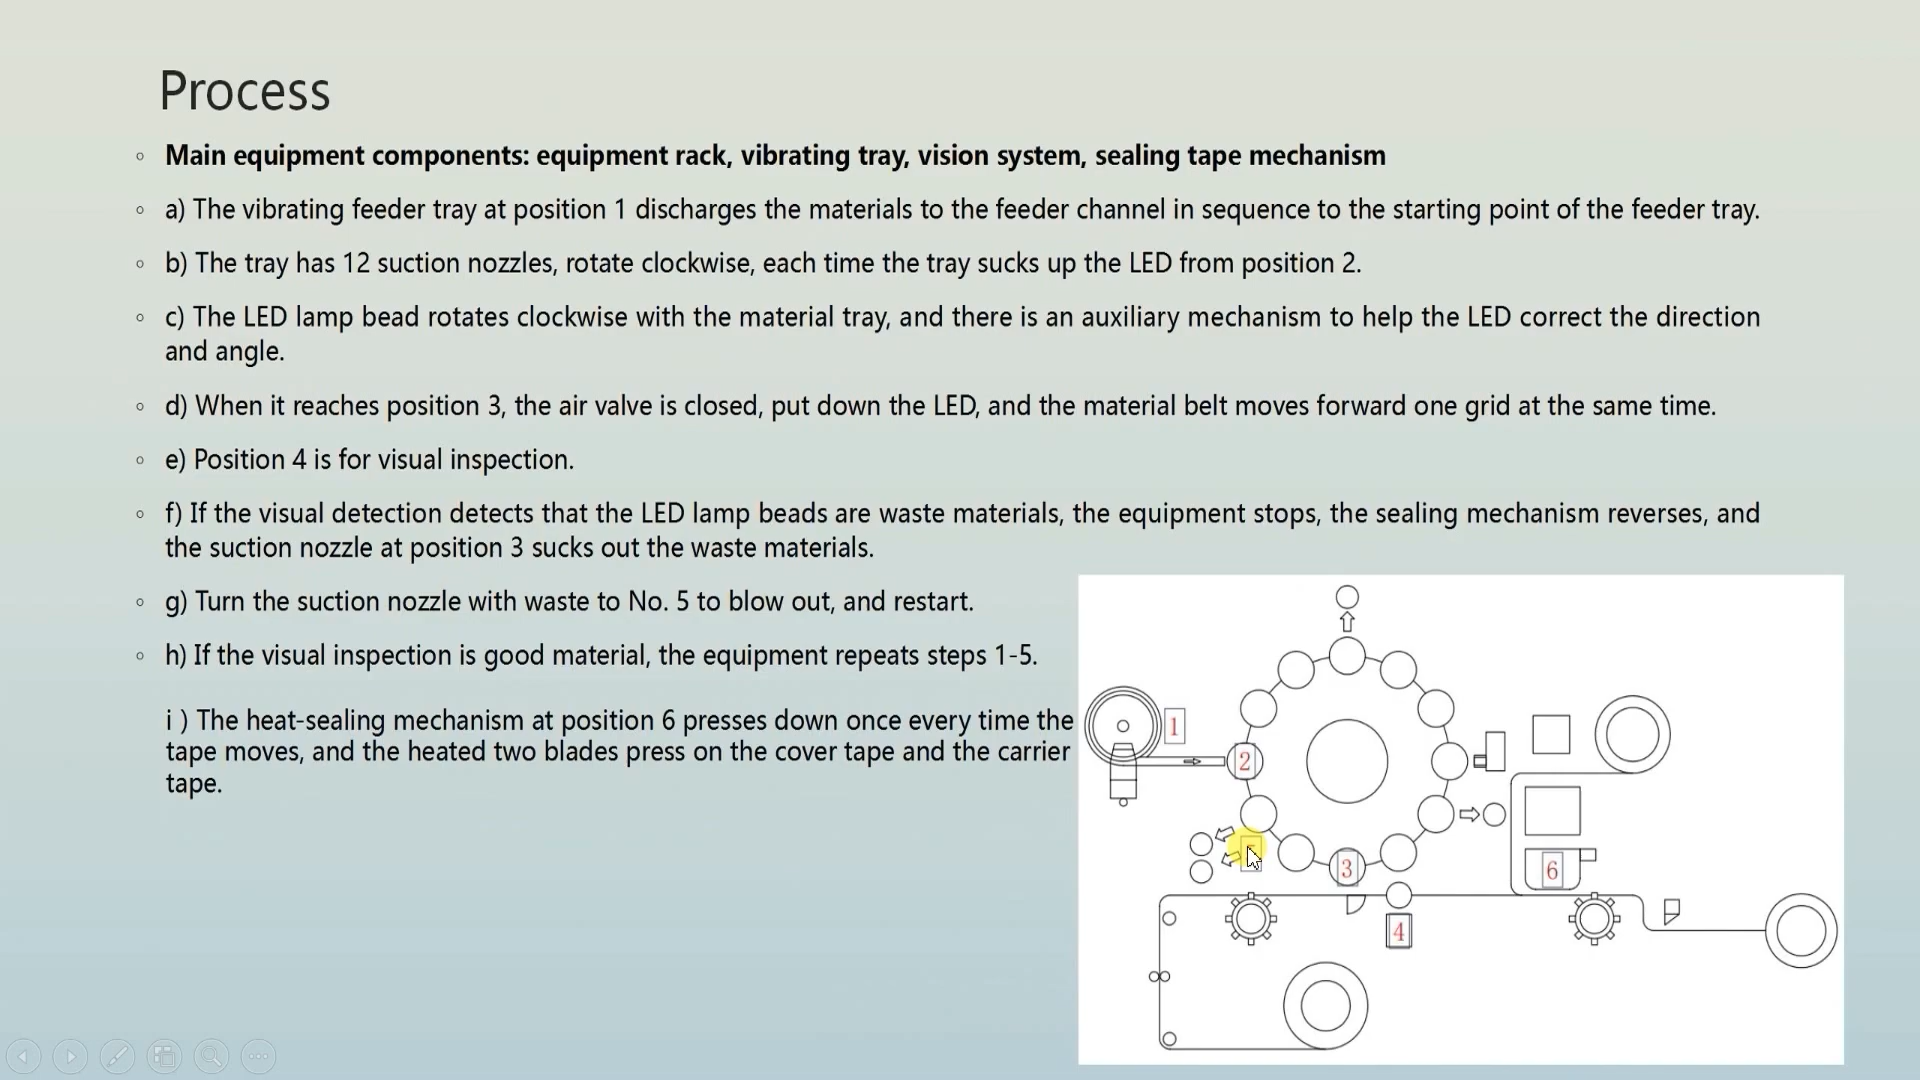 Process
Main equipment components: equipment rack, vibrating tray, vision system, sealing tape mechanism
a) The vibrating feeder tray at position 1 discharges the materials to the feeder channel in sequence to the starting point of the feeder tray.
b) The tray has 12 suction nozzles, rotate clockwise, each time the tray sucks up the LED from position 2.
c) The LED lamp bead rotates clockwise with the material tray, and there is an auxiliary mechanism to help the LED correct the direction
and angle.
d) When it reaches position 3, the air valve is closed, put down the LED, and the material belt moves forward one grid at the same time.
e) Position 4 is for visual inspection.
f) If the visual detection detects that the LED lamp beads are waste materials, the equipment stops, the sealing mechanism reverses, and
the suction nozzle at position 3 sucks out the waste materials.
g) Turn the suction nozzle with waste to No. 5 to blow out, and restart.
h) If the visual inspection is good material, the equipment repeats steps 1-5.
i ) The heat-sealing mechanism at position 6 presses down once every time the
tape moves, and the heated two blades press on the cover tape and the carrier
tape.
1
2
3
6
4